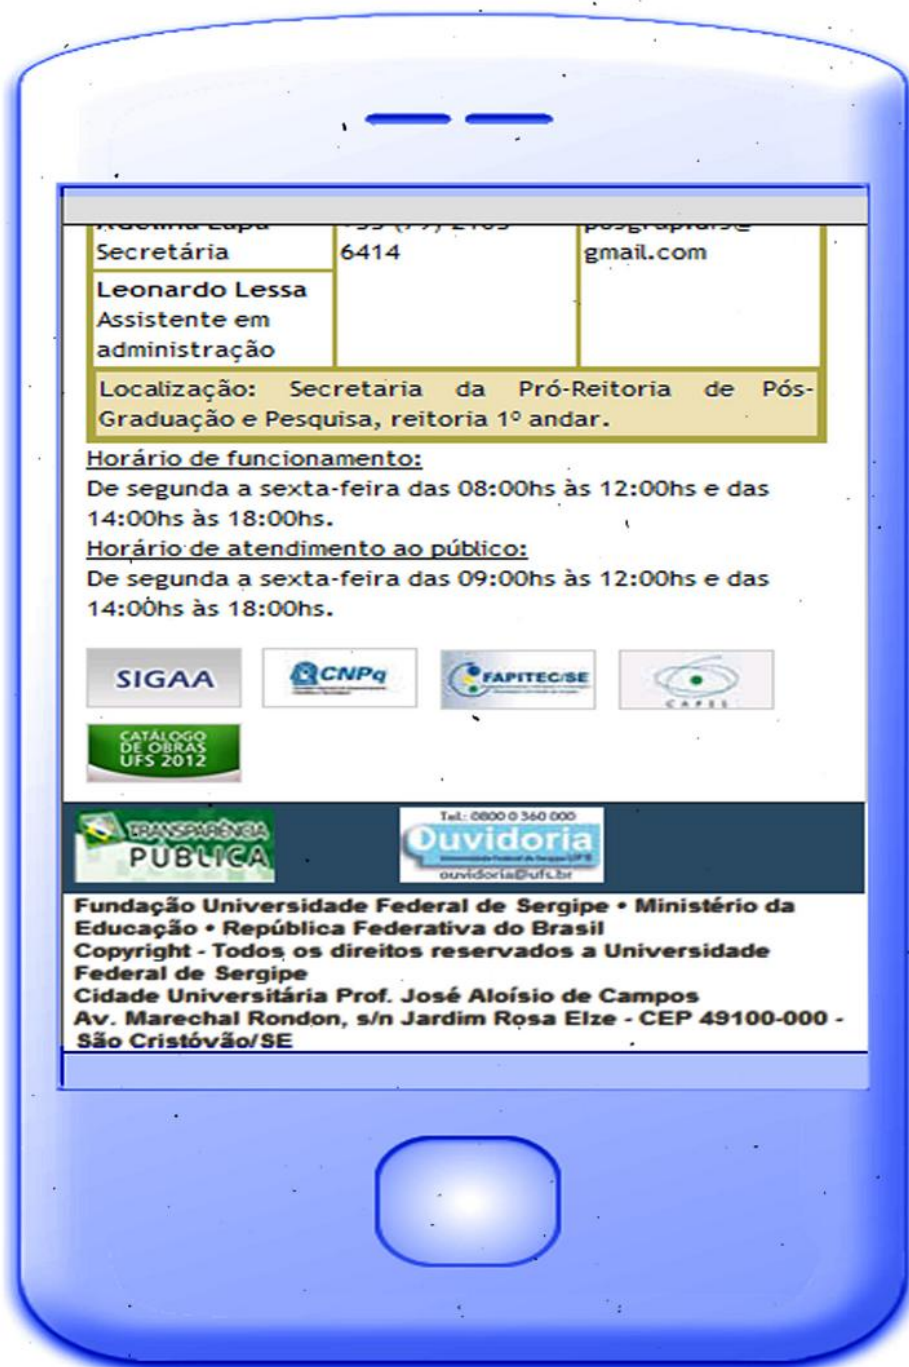 Secretária
6414
gmail.com
Leonardo Lessa
Assistente em
administração
Localização: Secretaria da Pró-Reitoria de Pós-
Graduação e Pesquisa, reitoria 1º andar.
Horário de funcionamento:
De segunda a sexta-feira das 08:00hs às 12:00hs e das
14:00hs às 18:00hs.
Horário de atendimento ao público:
De segunda a sexta-feira das 09:00hs às 12:00hs e das
14:00hs às 18:00hs.
SIGAA
CNPq
FAPITEC/SE
CAPES
CATÁLOGO
DE OBRAS
UFS 2012
TRANSPARÊNCIA
PÚBLICA
Tel.: 0800 0 360 000
Ouvidoria
ouvidoria@ufs.br
Fundação Universidade Federal de Sergipe • Ministério da
Educação • República Federativa do Brasil
Copyright - Todos os direitos reservados a Universidade
Federal de Sergipe
Cidade Universitária Prof. José Aloísio de Campos
Av. Marechal Rondon, s/n Jardim Rosa Elze - CEP 49100-000 -
São Cristóvão/SE